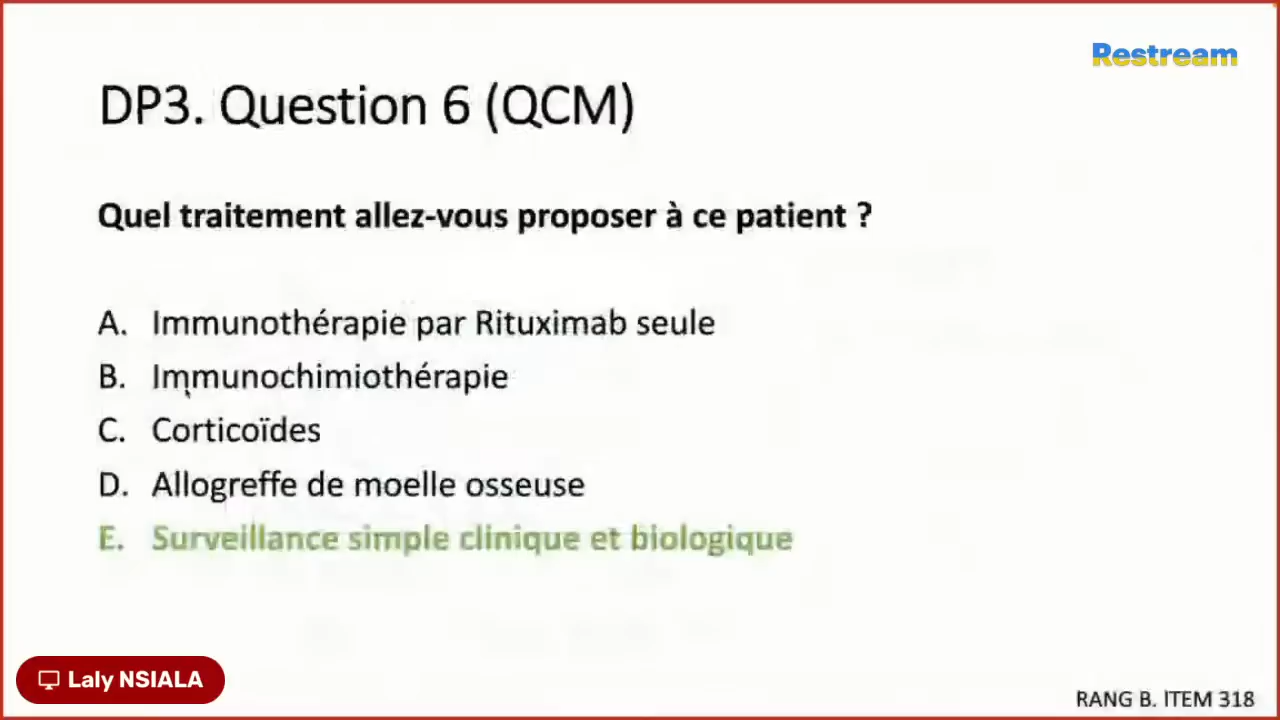 Restream
DP3. Question 6 (QCM)
Quel traitement allez-vous proposer à ce patient ?
A. Immunothérapie par Rituximab seule
B. Immunochimiothérapie
C. Corticoïdes
D. Allogreffe de moelle osseuse
E. Surveillance simple clinique et biologique
Laly NSIALA
RANG B. ITEM 318